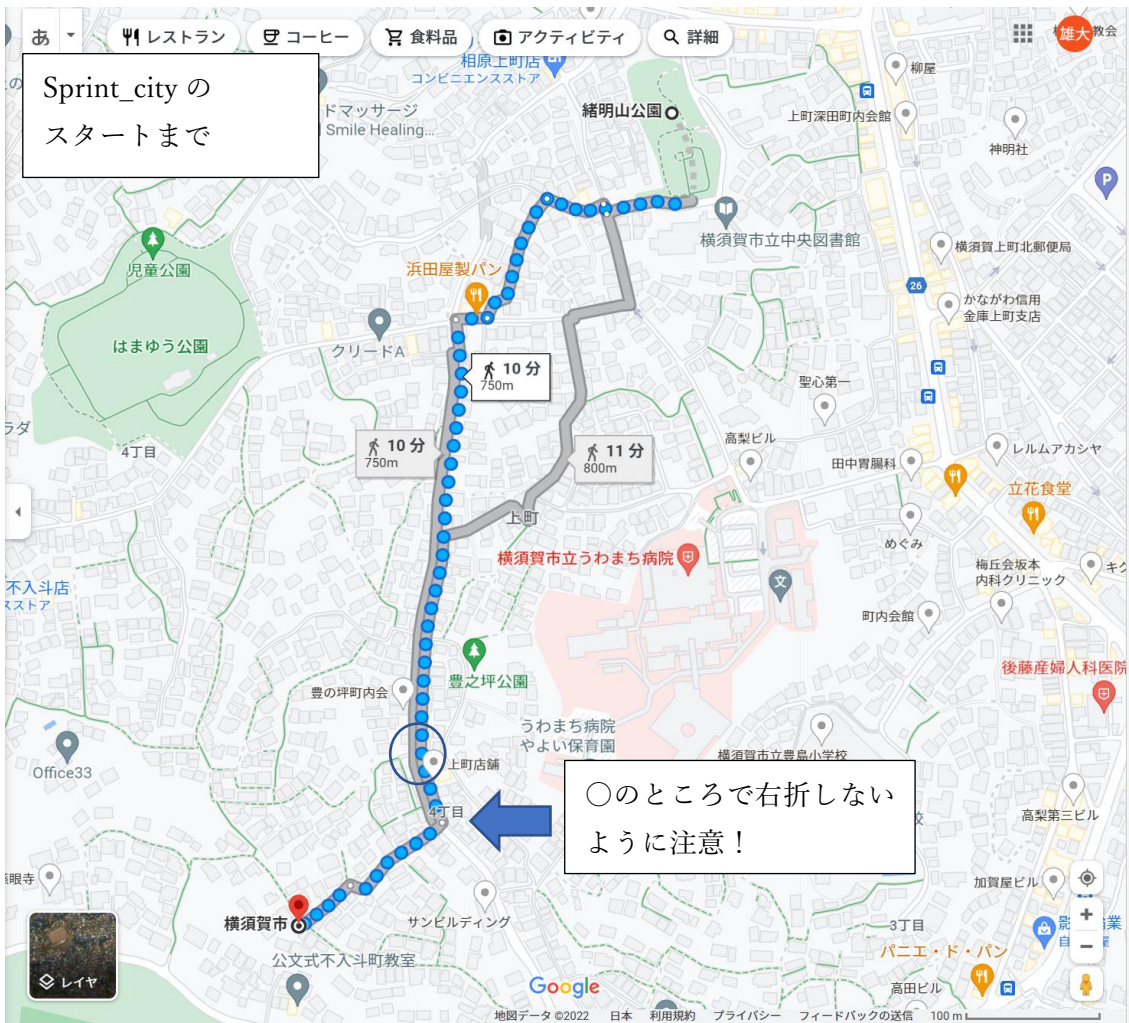 あ
レストラン
コーヒー
食料品
アクティビティ
詳細
雄大
教会
Sprint_city の
スタートまで
相原上町店
コンビニエンスストア
ドマッサージ
Smile Healing...
緒明山公園
柳屋
上町深田町内会館
神明社
P
横須賀市立中央図書館
横須賀上町北郵便局
児童公園
浜田屋製パン
26
かながわ信用
金庫上町支店
はまゆう公園
クリードA
10 分
750m
聖心第一
ラダ
4丁目
10 分
750m
11 分
800m
高梨ビル
田中胃腸科
レルムアカシヤ
立花食堂
上町
めぐみ
横須賀市立うわまち病院
文
梅丘会坂本
内科クリニック
キク
不入斗店
スストア
町内会館
豊之坪公園
後藤産婦人科医院
豊の坪町内会
うわまち病院
やよい保育園
横須賀市立豊島小学校
Office33
上町店舗
〇のところで右折しない
ように注意！
4丁目
高梨第三ビル
眼寺
加賀屋ビル
横須賀市
サンビルディング
3丁目
業
パニエ・ド・パン
公文式不入斗町教室
レイヤ
Google
高田ビル
地図データ ©2022 日本 利用規約 プライバシー フィードバックの送信 100 m